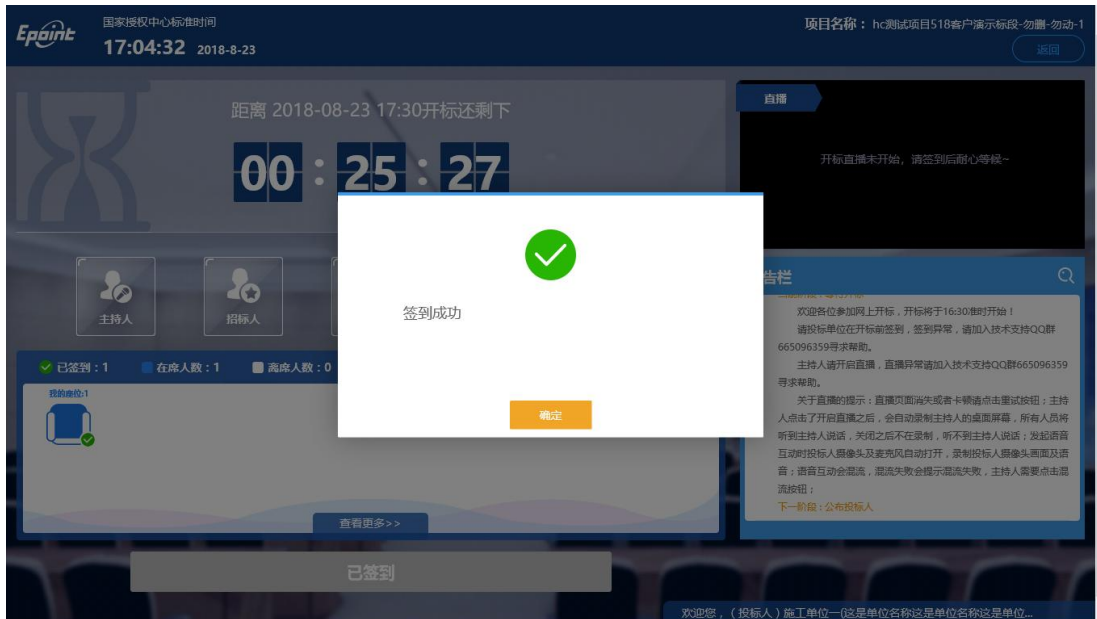 Epoint
国家授权中心标准时间
17:04:32 2018-8-23
项目名称：hc测试项目518客户演示标段-勿删-勿动-1
返回
距离 2018-08-23 17:30开标还剩下
00 : 25 : 27
直播
开标直播未开始，请签到后耐心等候~
签到成功
确定
主持人
招标人
告栏
欢迎各位参加网上开标，开标将于16:30准时开始！
请投标单位在开标前签到，签到异常，请加入技术支持QQ群
665096359寻求帮助。
主持人请开启直播，直播异常请加入技术支持QQ群665096359
寻求帮助。
关于直播的提示：直播页面消失或者卡顿请点击重试按钮；主持
人点击了开启直播之后，会自动录制主持人的桌面屏幕，所有人员将
听到主持人说话，关闭之后不在录制，听不到主持人说话；发起语音
互动时投标人摄像头及麦克风自动打开，录制投标人摄像头画面及语
音；语音互动会混流，混流失败会提示混流失败，主持人需要点击混
流按钮；
下一阶段：公布投标人
已签到：1 在席人数：1 离席人数：0
我的座位:1
查看更多>>
已签到
欢迎您，（投标人）施工单位一(这是单位名称这是单位名称这是单位...